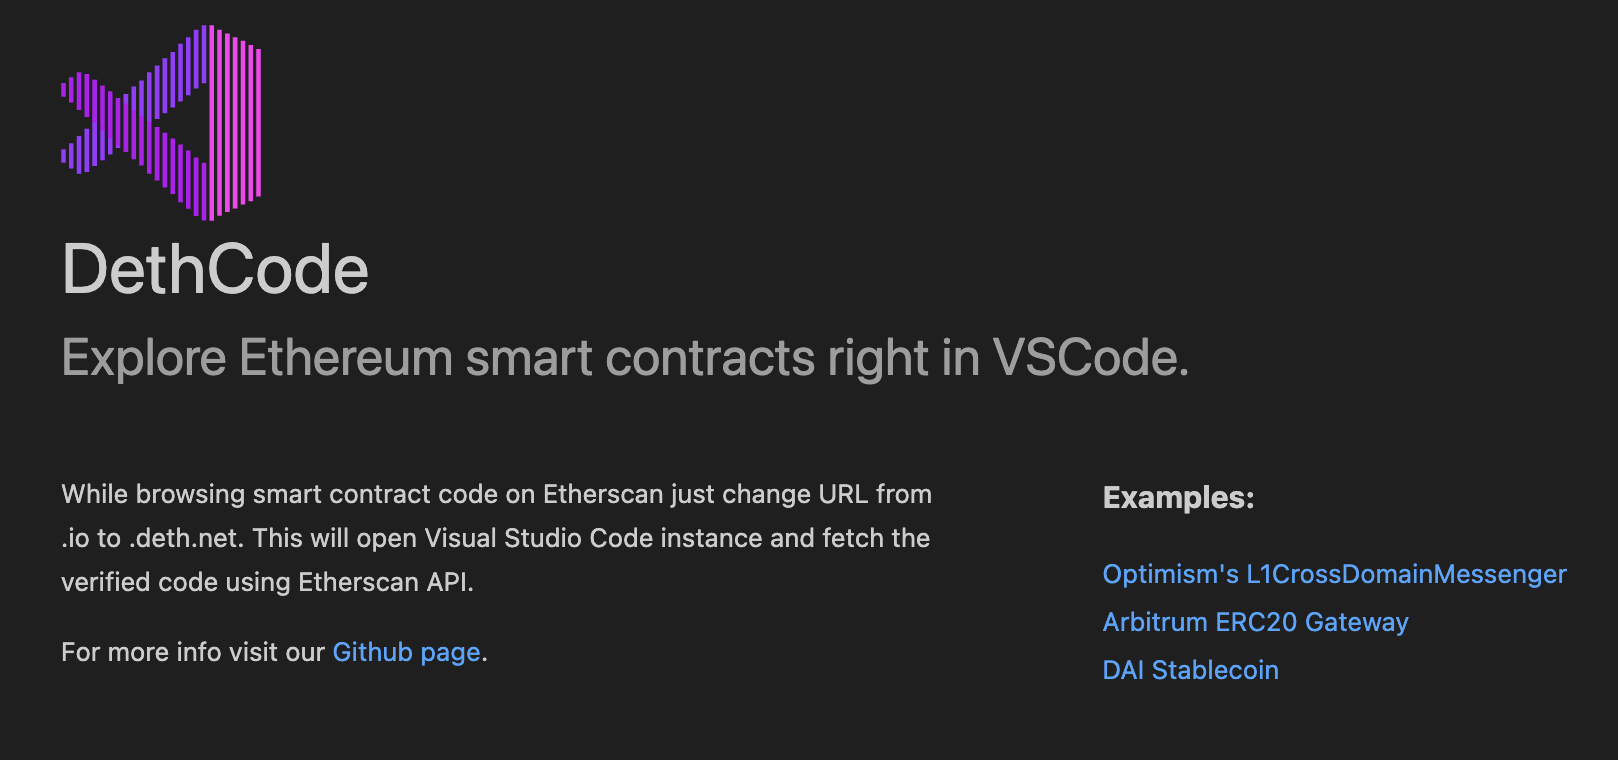 DethCode
Explore Ethereum smart contracts right in VSCode.
While browsing smart contract code on Etherscan just change URL from
.io to .deth.net. This will open Visual Studio Code instance and fetch the
verified code using Etherscan API.
For more info visit our Github page.
Examples:
Optimism's L1CrossDomainMessenger
Arbitrum ERC20 Gateway
DAI Stablecoin